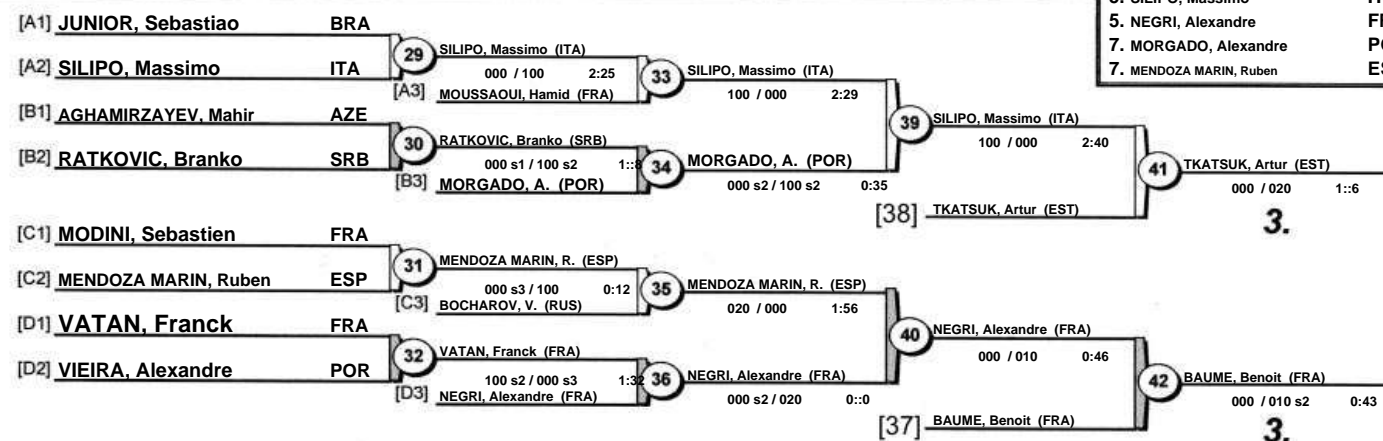 [A1] JUNIOR, Sebastiao BRA
29
SILIPO, Massimo (ITA)
000 / 100 2:25
[A2] SILIPO, Massimo ITA
[A3] MOUSSAOUI, Hamid (FRA)
33
SILIPO, Massimo (ITA)
100 / 000 2:29
[B1] AGHAMIRZAYEV, Mahir AZE
30
RATKOVIC, Branko (SRB)
000 s1 / 100 s2
[B2] RATKOVIC, Branko SRB
[B3] MORGADO, A. (POR)
34
MORGADO, A. (POR)
000 s2 / 100 s2 0:35
39
SILIPO, Massimo (ITA)
100 / 000 2:40
[38] TKATSUK, Artur (EST)
41
TKATSUK, Artur (EST)
000 / 020 1::6
3.
[C1] MODINI, Sebastien FRA
31
MENDOZA MARIN, R. (ESP)
000 s3 / 100 0:12
[C2] MENDOZA MARIN, Ruben ESP
[C3] BOCHAROV, V. (RUS)
35
MENDOZA MARIN, R. (ESP)
020 / 000 1:56
[D1] VATAN, Franck FRA
32
VATAN, Franck (FRA)
100 s2 / 000 s3 1:32
[D2] VIEIRA, Alexandre POR
[D3] NEGRI, Alexandre (FRA)
36
NEGRI, Alexandre (FRA)
000 s2 / 020 0::0
40
NEGRI, Alexandre (FRA)
000 / 010 0:46
[37] BAUME, Benoit (FRA)
42
BAUME, Benoit (FRA)
000 / 010 s2 0:43
3.
5. NEGRI, Alexandre
7. MORGADO, Alexandre
7. MENDOZA MARIN, Ruben